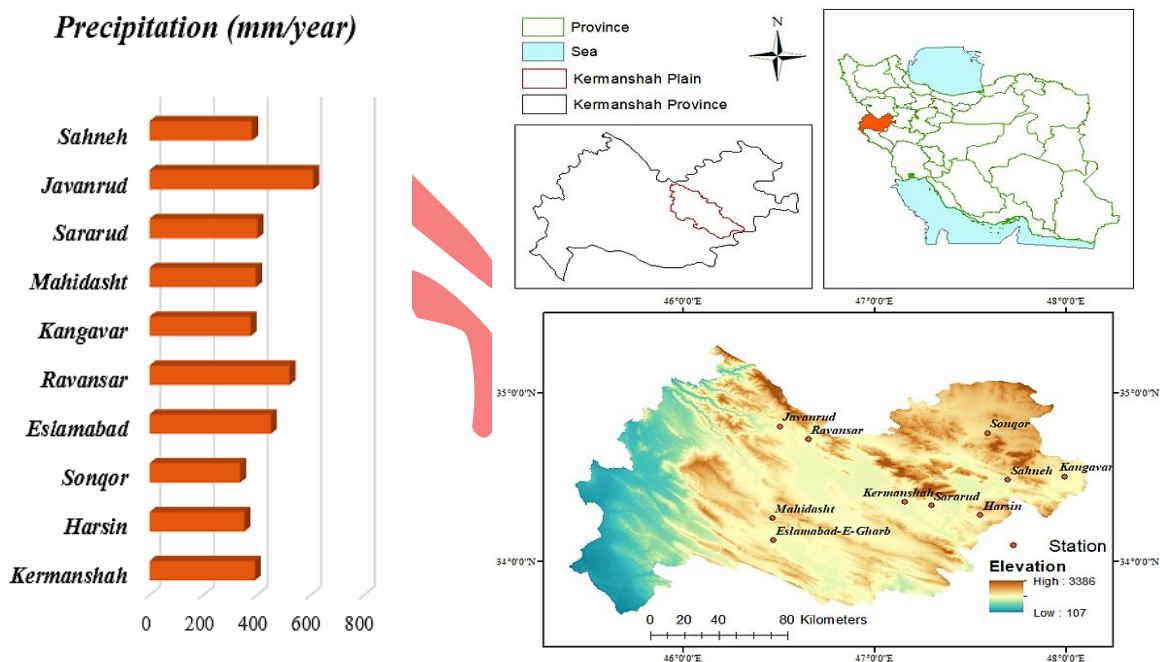 Precipitation (mm/year)
Sahneh
Javanrud
Sararud
Mahidasht
Kangavar
Ravansar
Eslamabad
Sonqor
Harsin
Kermanshah
0 200 400 600 800
Province
Sea
Kermanshah Plain
Kermanshah Province
N
46°0'0"E 47°0'0"E 48°0'0"E
35°0'0"N 35°0'0"N
34°0'0"N 34°0'0"N
Javanrud
Ravansar
Sonqor
Sahneh
Kangavar
Kermanshah
Sararud
Harsin
Mahidasht
Eslamabad-E-Gharb
Station
Elevation
High : 3386
Low : 107
0 20 40 80 Kilometers
46°0'0"E 47°0'0"E 48°0'0"E